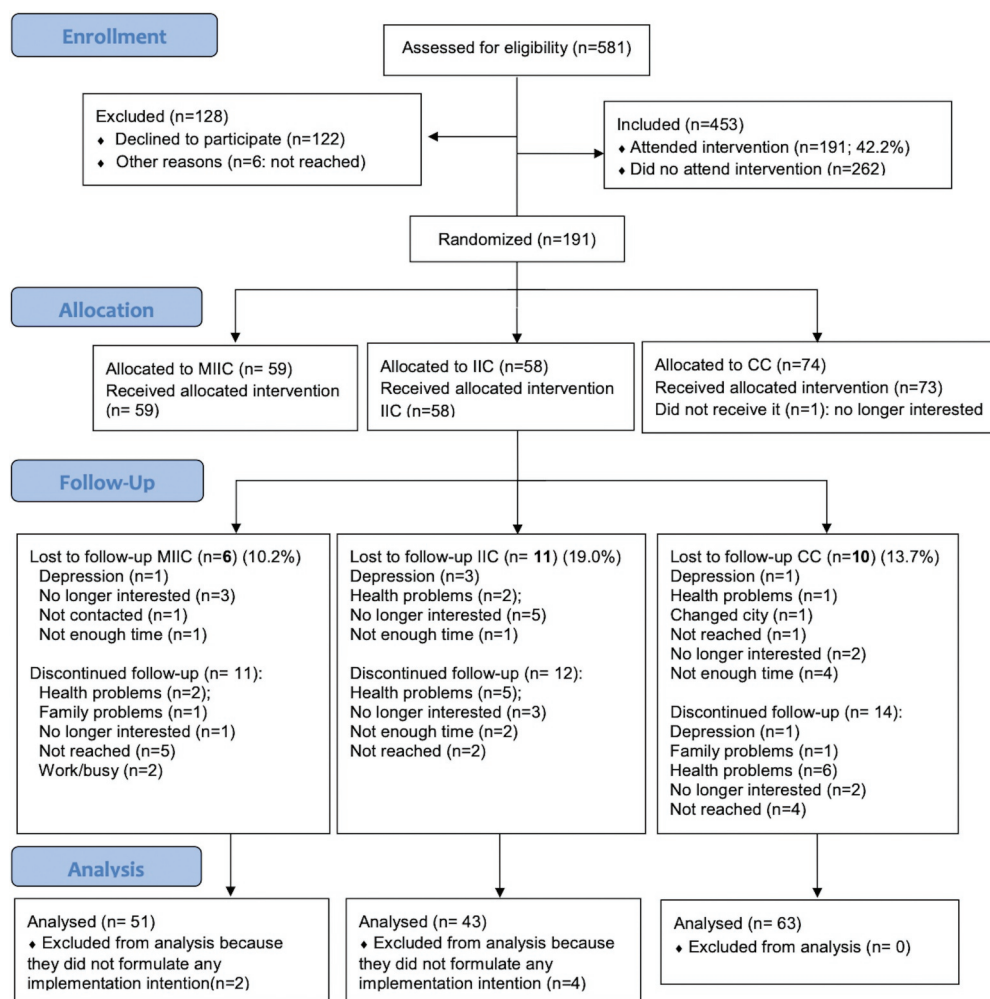 Enrollment
Assessed for eligibility (n=581)
Excluded (n=128)
♦ Declined to participate (n=122)
♦ Other reasons (n=6: not reached)
Included (n=453)
♦ Attended intervention (n=191; 42.2%)
♦ Did no attend intervention (n=262)
Randomized (n=191)
Allocation
Allocated to MIIC (n= 59)
Received allocated intervention
(n= 59)
Allocated to IIC (n=58)
Received allocated intervention
IIC (n=58)
Allocated to CC (n=74)
Received allocated intervention (n=73)
Did not receive it (n=1): no longer interested
Follow-Up
Lost to follow-up MIIC (n=6) (10.2%)
Depression (n=1)
No longer interested (n=3)
Not contacted (n=1)
Not enough time (n=1)
Discontinued follow-up (n= 11):
Health problems (n=2);
Family problems (n=1)
No longer interested (n=1)
Not reached (n=5)
Work/busy (n=2)
Lost to follow-up IIC (n= 11) (19.0%)
Depression (n=3)
Health problems (n=2);
No longer interested (n=5)
Not enough time (n=1)
Discontinued follow-up (n= 12):
Health problems (n=5);
No longer interested (n=3)
Not enough time (n=2)
Not reached (n=2)
Lost to follow-up CC (n=10) (13.7%)
Depression (n=1)
Health problems (n=1)
Changed city (n=1)
Not reached (n=1)
No longer interested (n=2)
Not enough time (n=4)
Discontinued follow-up (n= 14):
Depression (n=1)
Family problems (n=1)
Health problems (n=6)
No longer interested (n=2)
Not reached (n=4)
Analysis
Analysed (n= 51)
♦ Excluded from analysis because
they did not formulate any
implementation intention(n=2)
Analysed (n= 43)
♦ Excluded from analysis because
they did not formulate any
implementation intention (n=4)
Analysed (n= 63)
♦ Excluded from analysis (n= 0)